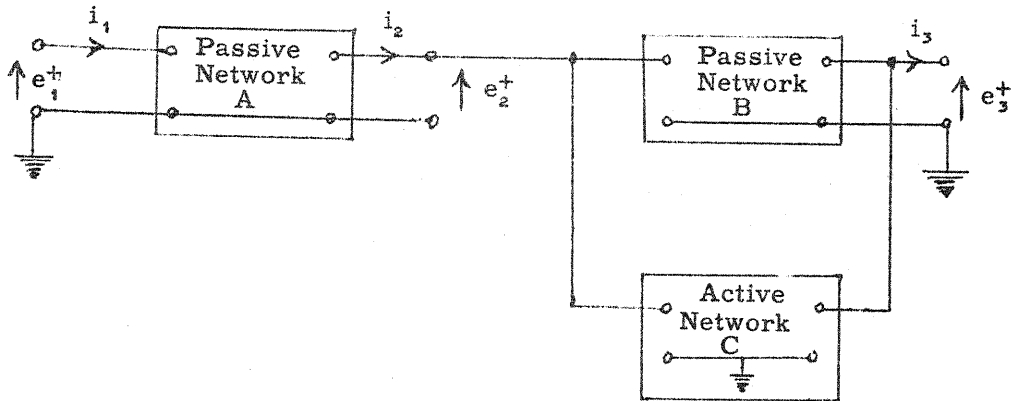 i₁
i₂
i₃
Passive
Network
A
Passive
Network
B
e₁⁺
e₂⁺
e₃⁺
Active
Network
C